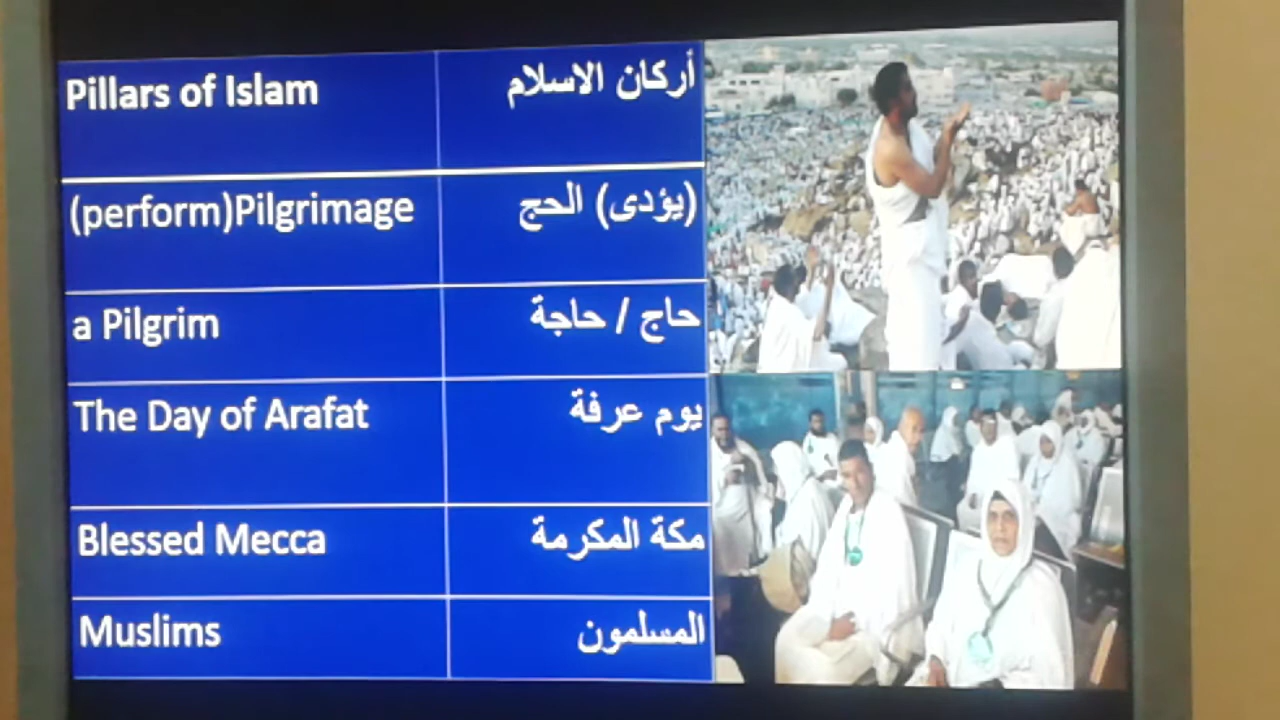 Pillars of Islam أركان الاسلام
(perform)Pilgrimage (يؤدى) الحج
a Pilgrim حاج / حاجة
The Day of Arafat يوم عرفة
Blessed Mecca مكة المكرمة
Muslims المسلمون